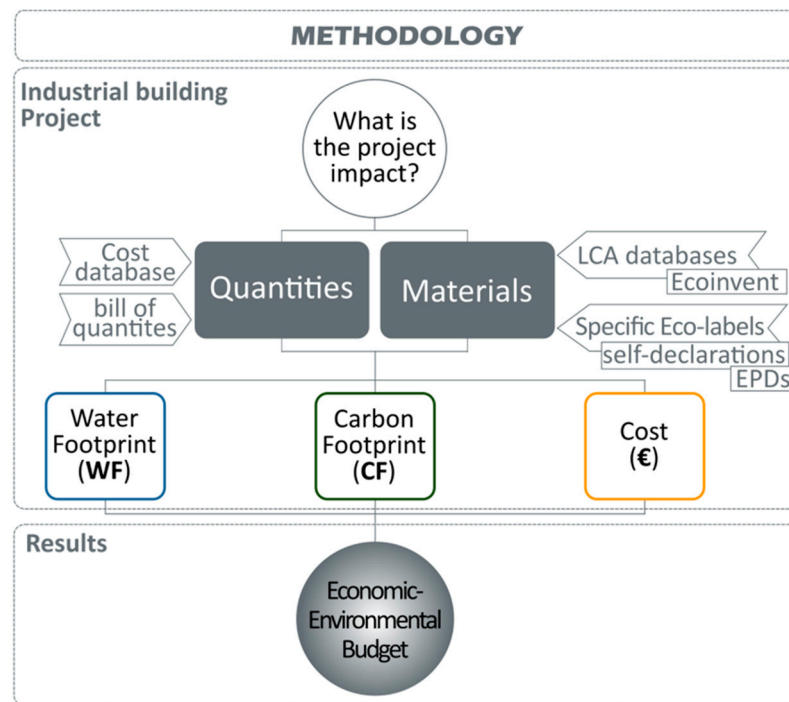 METHODOLOGY
Industrial building
Project
What is
the project
impact?
Cost
database
bill of
quantites
Quantities
Materials
LCA databases
Ecoinvent
Specific Eco-labels
self-declarations
EPDs
Water
Footprint
(WF)
Carbon
Footprint
(CF)
Cost
(€)
Results
Economic-
Environmental
Budget